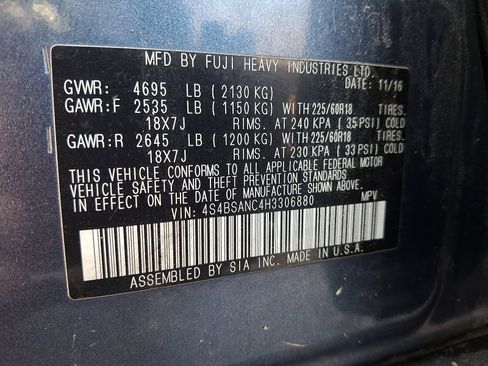 MFD BY FUJI HEAVY INDUSTRIES LTD.
GVWR: 4695 LB ( 2130 KG) DATE: 11/16
GAWR:F 2535 LB ( 1150 KG) WITH 225/60R18 TIRES.
18X7J RIMS. AT 240 KPA ( 35 PSI) COLD
GAWR:R 2645 LB ( 1200 KG) WITH 225/60R18 TIRES.
18X7J RIMS. AT 230 KPA ( 33 PSI) COLD
THIS VEHICLE CONFORMS TO ALL APPLICABLE FEDERAL MOTOR
VEHICLE SAFETY AND THEFT PREVENTION STANDARDS IN
EFFECT ON THE DATE OF MANUFACTURE SHOWN ABOVE.
VIN: 4S4BSANC4H3306880 MPV
ASSEMBLED BY SIA INC. MADE IN U.S.A.